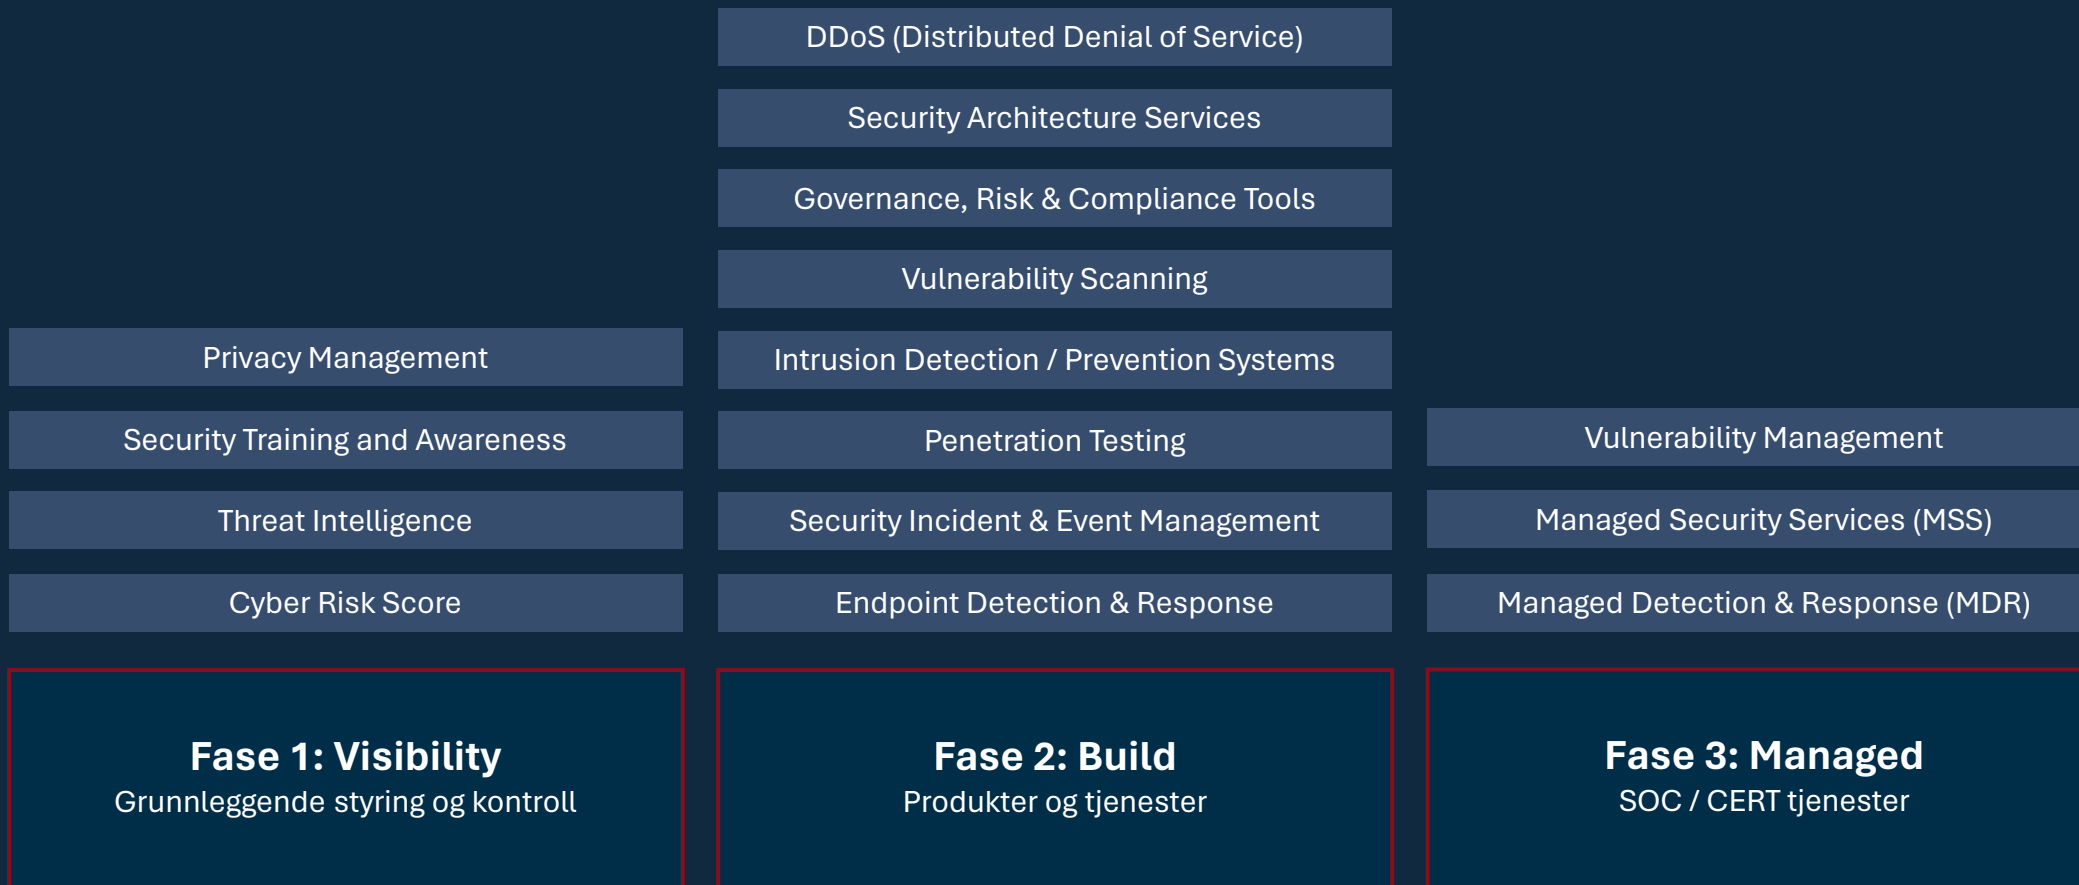 Privacy Management
Security Training and Awareness
Threat Intelligence
Cyber Risk Score
Fase 1: Visibility
Grunnleggende styring og kontroll
DDoS (Distributed Denial of Service)
Security Architecture Services
Governance, Risk & Compliance Tools
Vulnerability Scanning
Intrusion Detection / Prevention Systems
Penetration Testing
Security Incident & Event Management
Endpoint Detection & Response
Fase 2: Build
Produkter og tjenester
Vulnerability Management
Managed Security Services (MSS)
Managed Detection & Response (MDR)
Fase 3: Managed
SOC / CERT tjenester